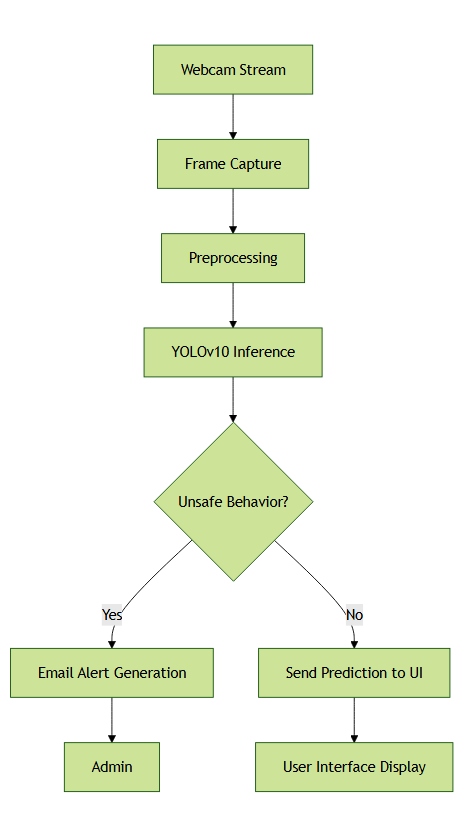 Webcam Stream
Frame Capture
Preprocessing
YOLOv10 Inference
Unsafe Behavior?
Yes
No
Email Alert Generation
Send Prediction to UI
Admin
User Interface Display